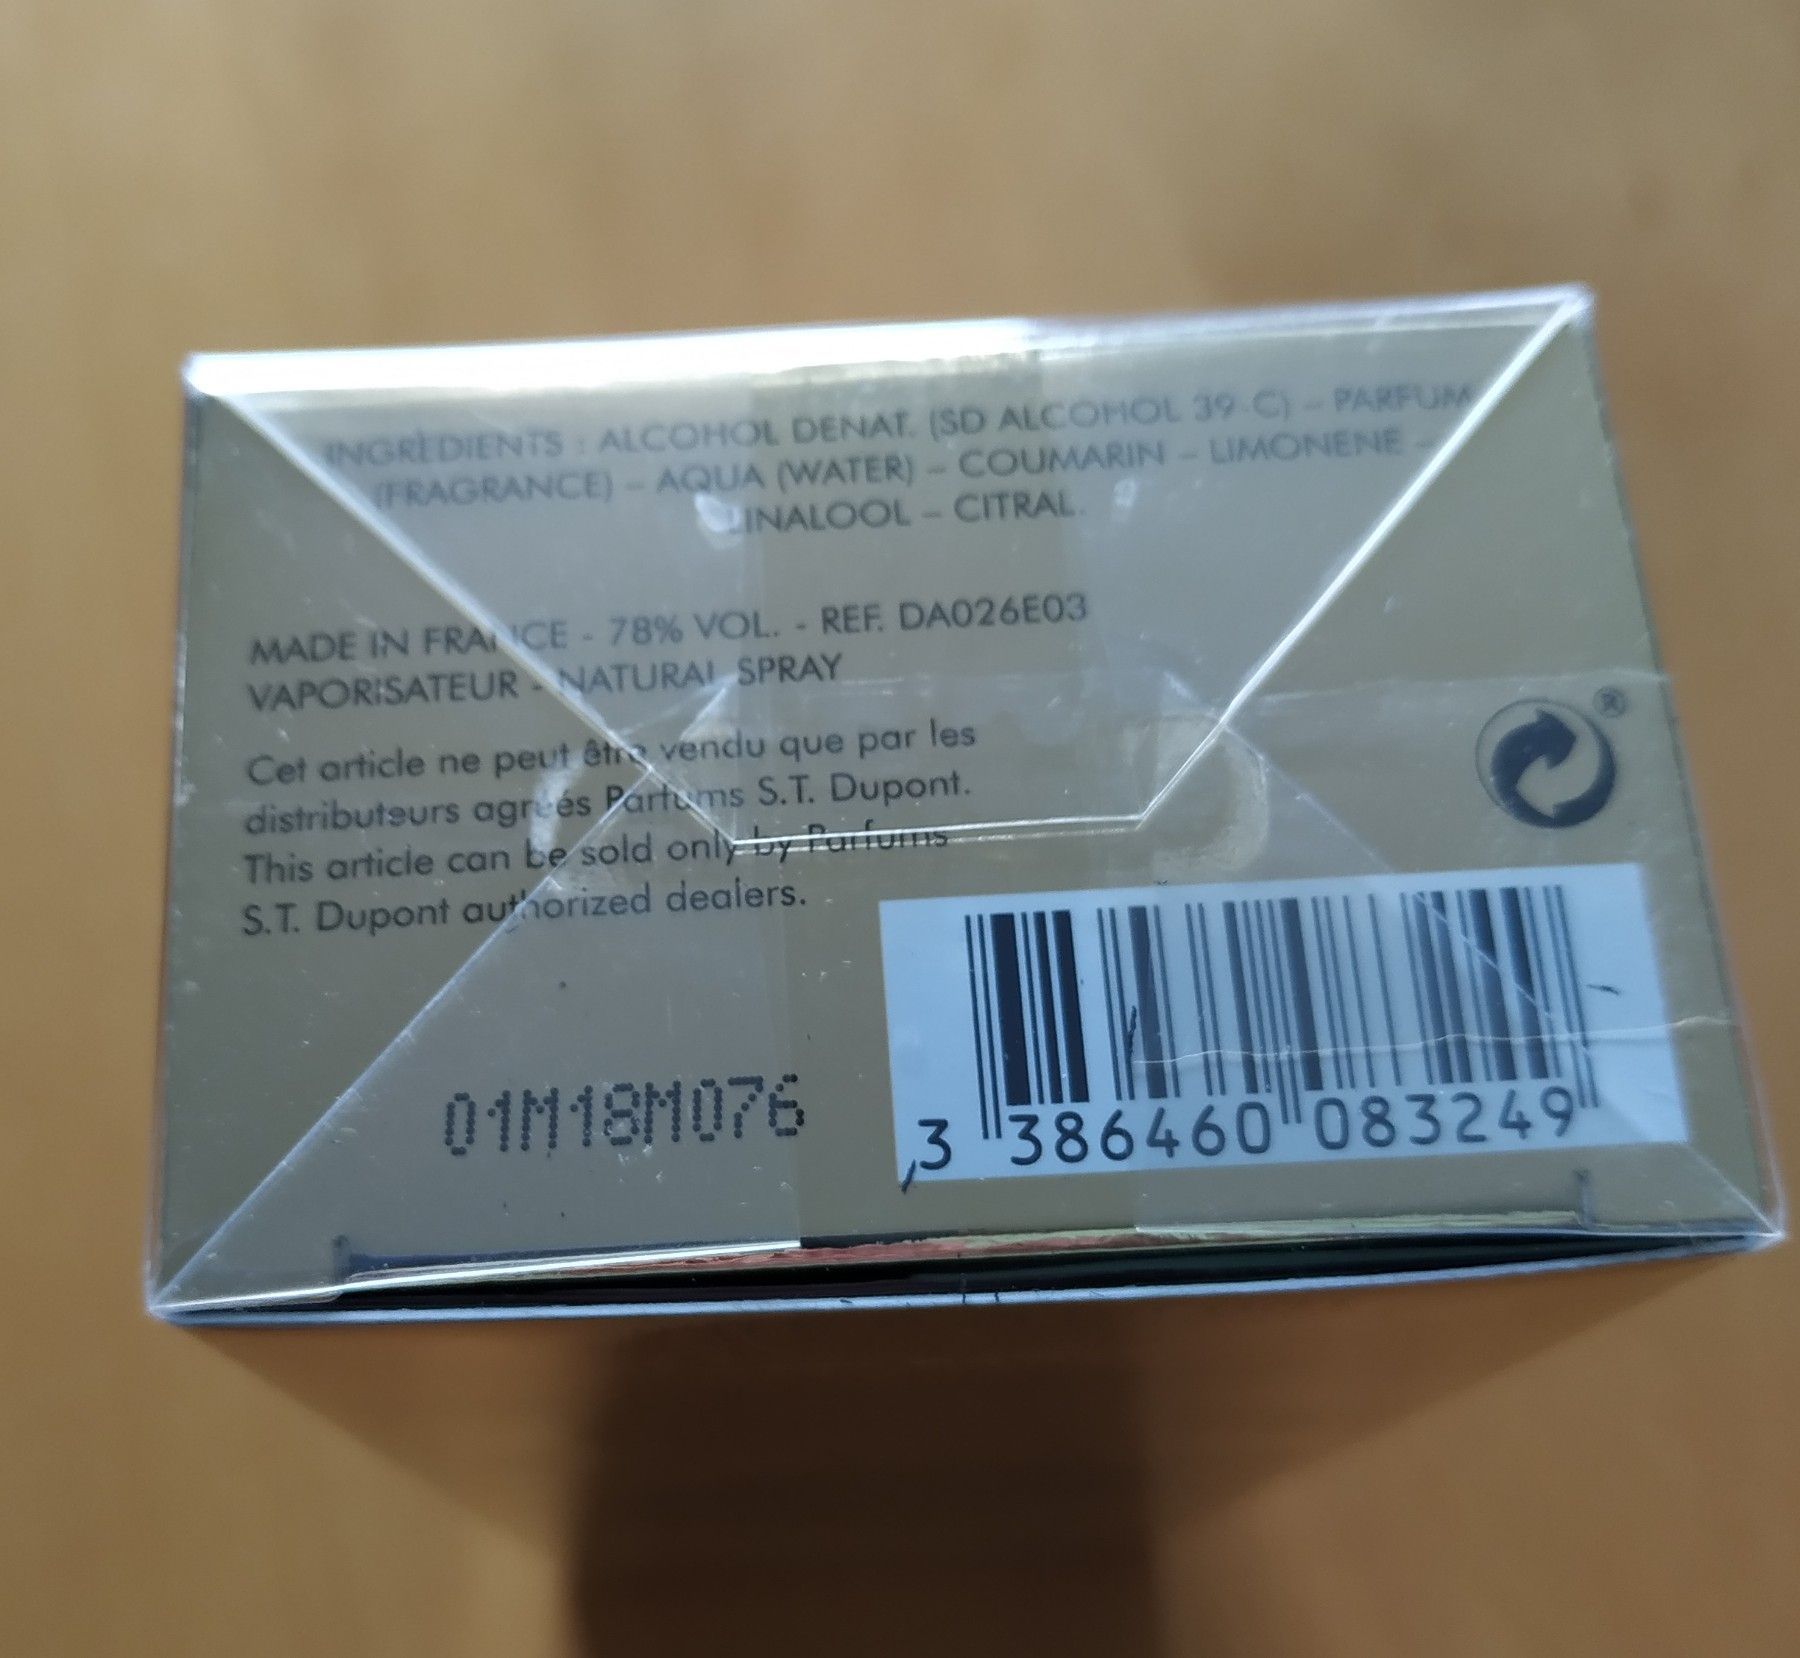 INGREDIENTS : ALCOHOL DENAT. (SD ALCOHOL 39-C) – PARFUM
(FRAGRANCE) – AQUA (WATER) – COUMARIN – LIMONENE –
LINALOOL – CITRAL.
MADE IN FRANCE - 78% VOL. - REF. DA026E03
VAPORISATEUR - NATURAL SPRAY
Cet article ne peut être vendu que par les
distributeurs agréés Parfums S.T. Dupont.
This article can be sold only by Parfums
S.T. Dupont authorized dealers.
®
01M18M076
3 386460 083249